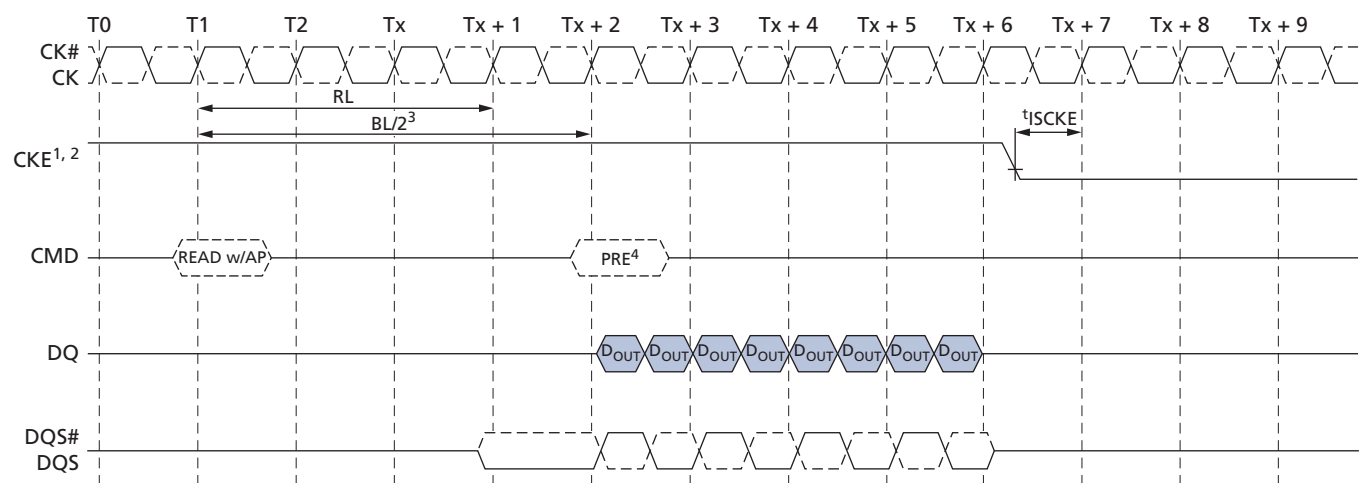 T0 T1 T2 Tx Tx + 1 Tx + 2 Tx + 3 Tx + 4 Tx + 5 Tx + 6 Tx + 7 Tx + 8 Tx + 9
CK#
CK
RL
BL/2³
tISCKE
CKE1, 2
CMD
READ w/AP
PRE⁴
DQ
DOUT DOUT DOUT DOUT DOUT DOUT DOUT DOUT
DQS#
DQS